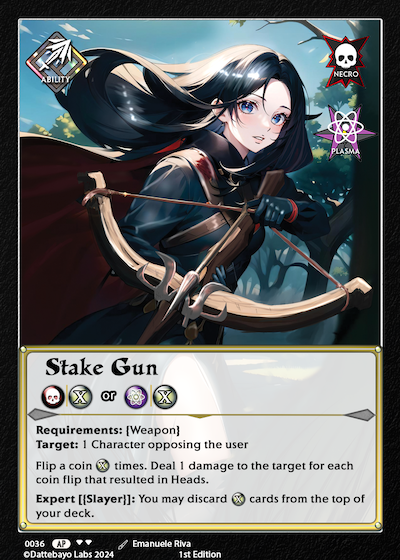 ABILITY
NECRO
PLASMA
Stake Gun
X or X
Requirements: [Weapon]
Target: 1 Character opposing the user
Flip a coin X times. Deal 1 damage to the target for each
coin flip that resulted in Heads.
Expert [[Slayer]]: You may discard X cards from the top of
your deck.
0036 AP ♥♥ Emanuele Riva
©Dattebayo Labs 2024 1st Edition